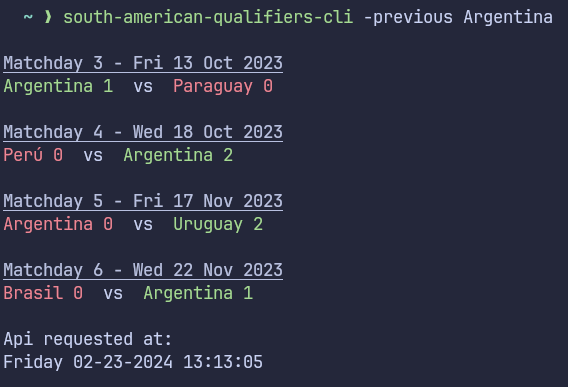 ~ ❱ south-american-qualifiers-cli -previous Argentina
Matchday 3 - Fri 13 Oct 2023
Argentina 1 vs Paraguay 0
Matchday 4 - Wed 18 Oct 2023
Perú 0 vs Argentina 2
Matchday 5 - Fri 17 Nov 2023
Argentina 0 vs Uruguay 2
Matchday 6 - Wed 22 Nov 2023
Brasil 0 vs Argentina 1
Api requested at:
Friday 02-23-2024 13:13:05